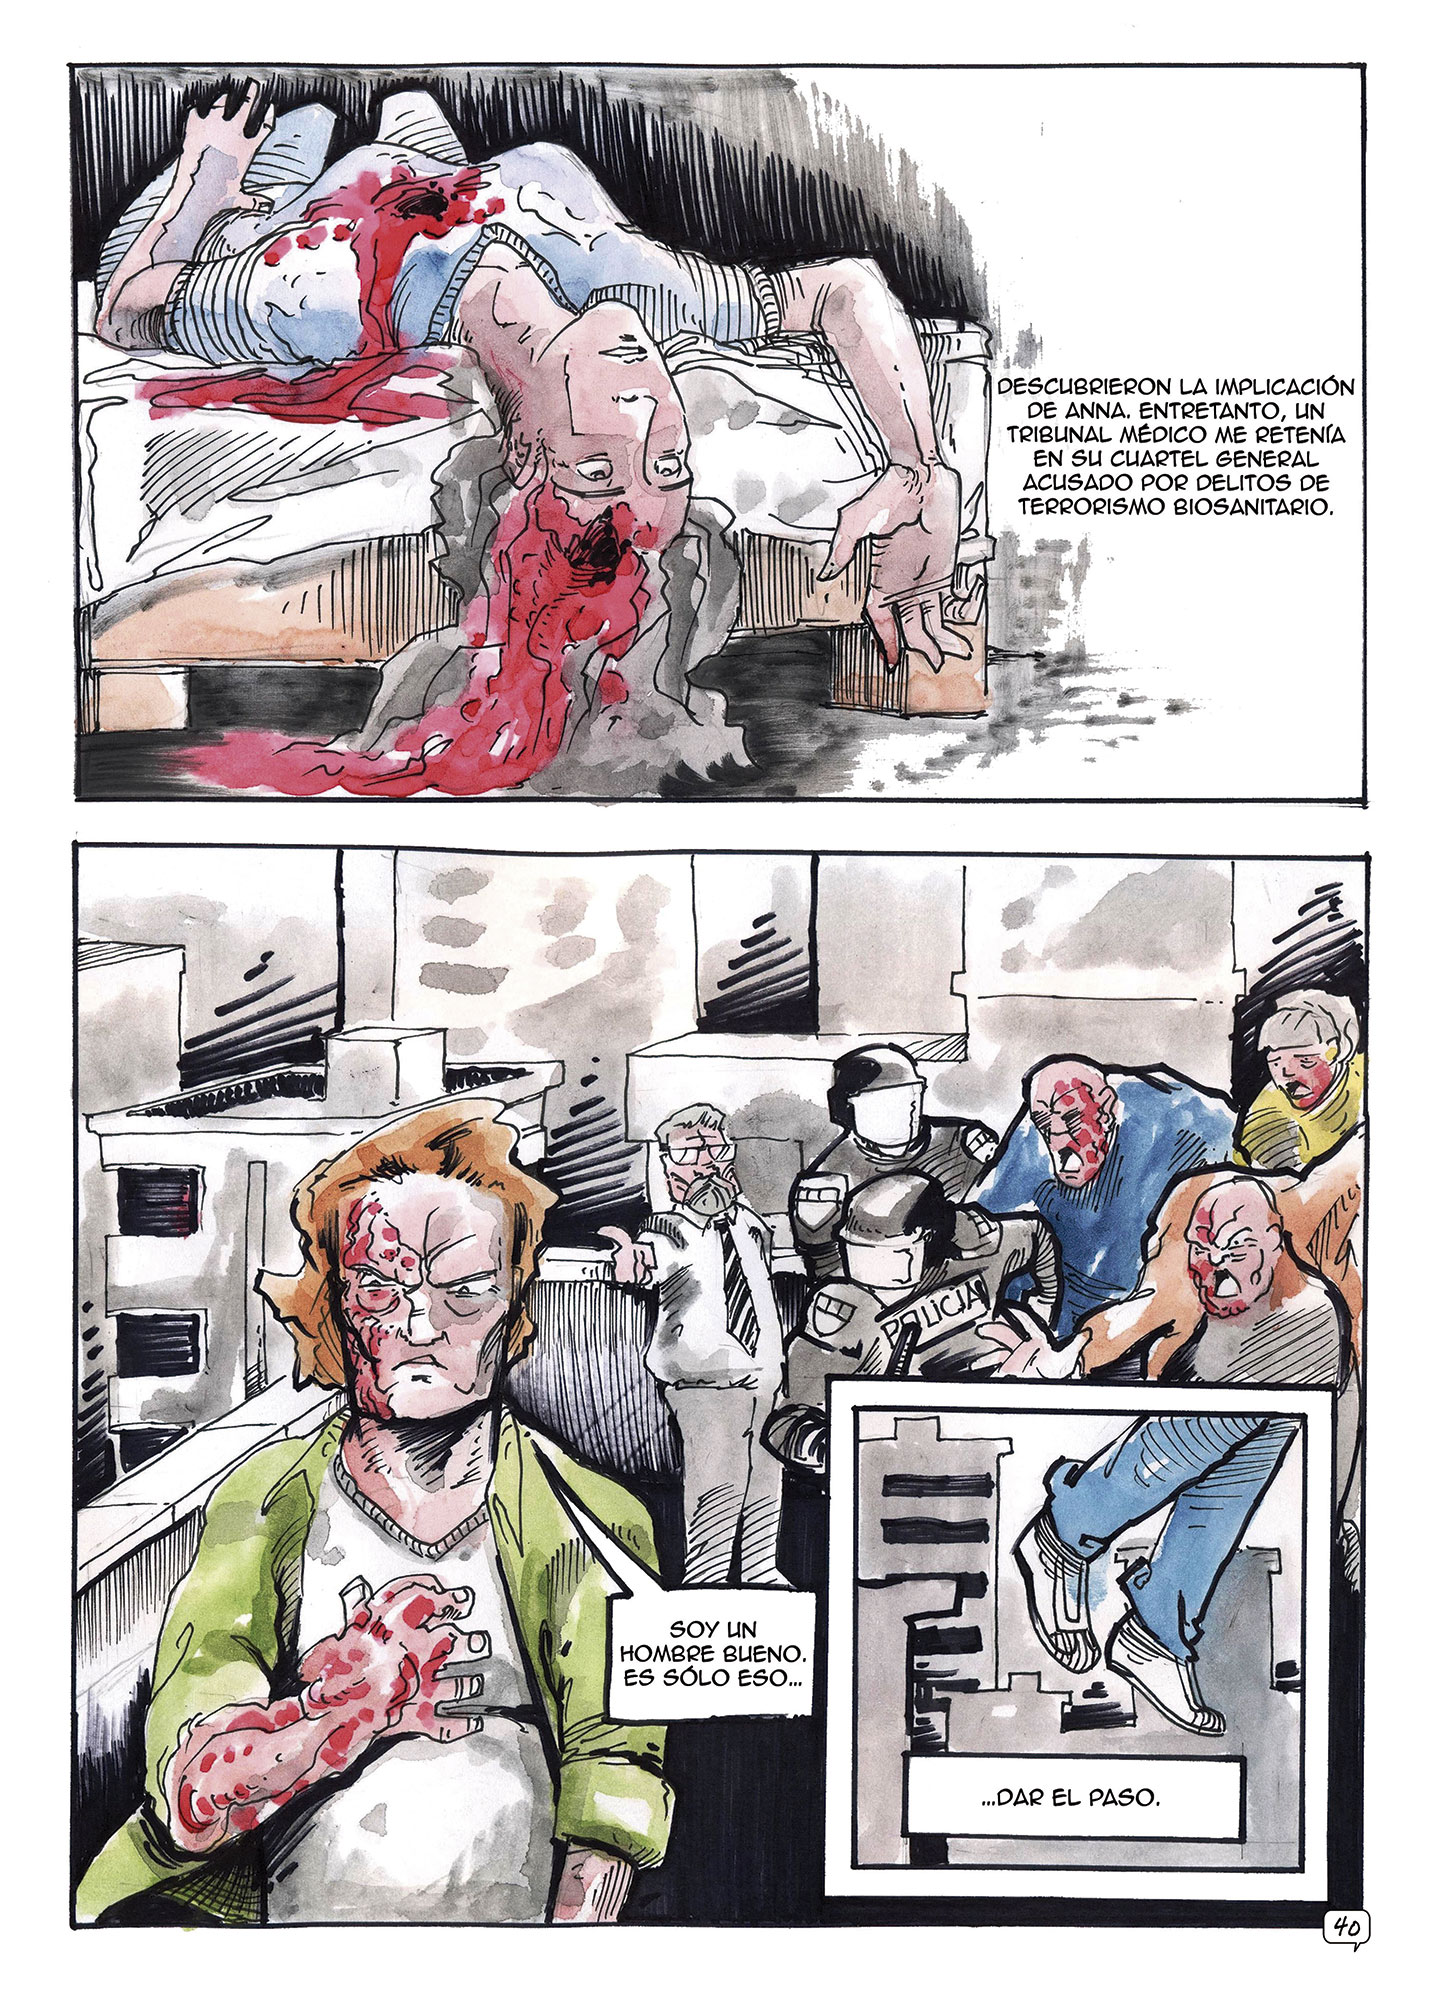 DESCUBRIERON LA IMPLICACIÓN
DE ANNA. ENTRETANTO, UN
TRIBUNAL MÉDICO ME RETENÍA
EN SU CUARTEL GENERAL
ACUSADO POR DELITOS DE
TERRORISMO BIOSANITARIO.
POLICIA
SOY UN
HOMBRE BUENO.
ES SÓLO ESO...
...DAR EL PASO.
40